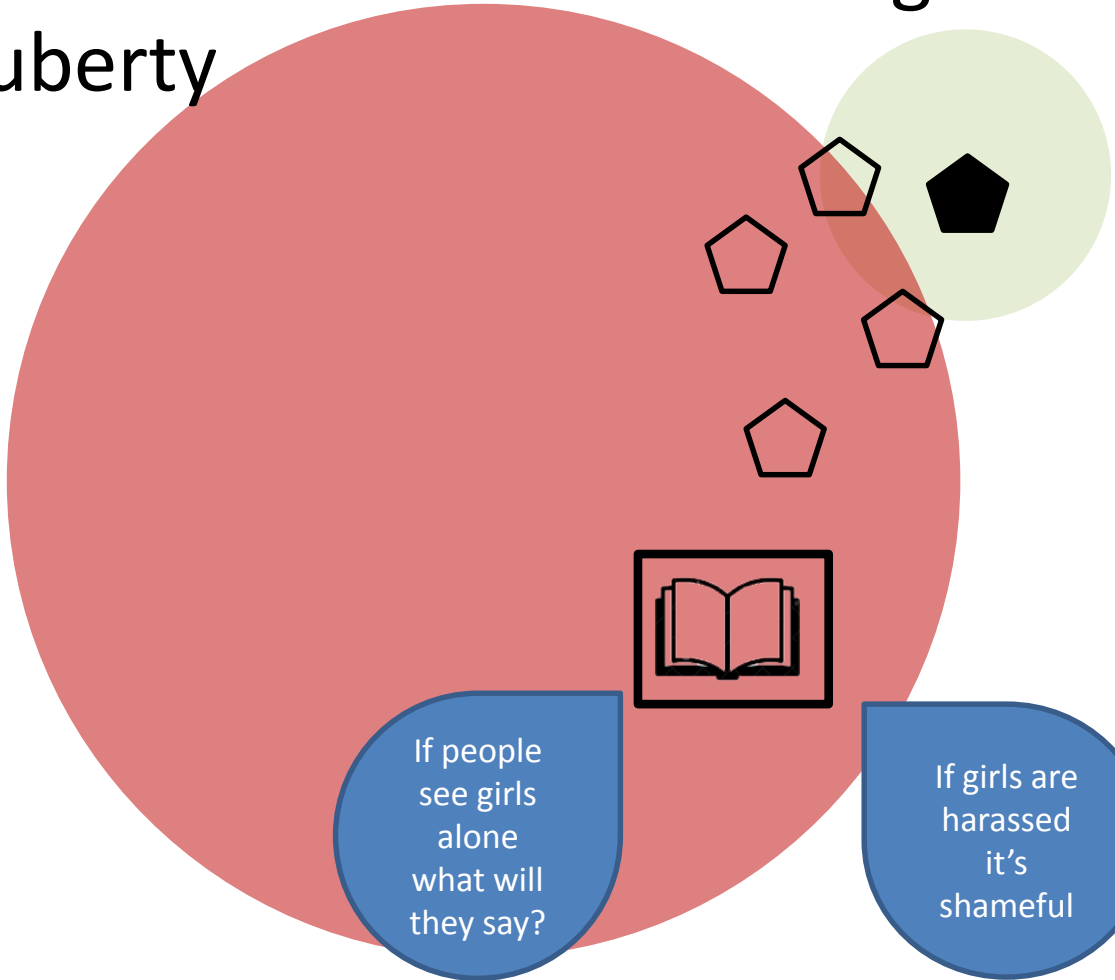 uberty
If people
see girls
alone
what will
they say?
If girls are
harassed
it’s
shameful